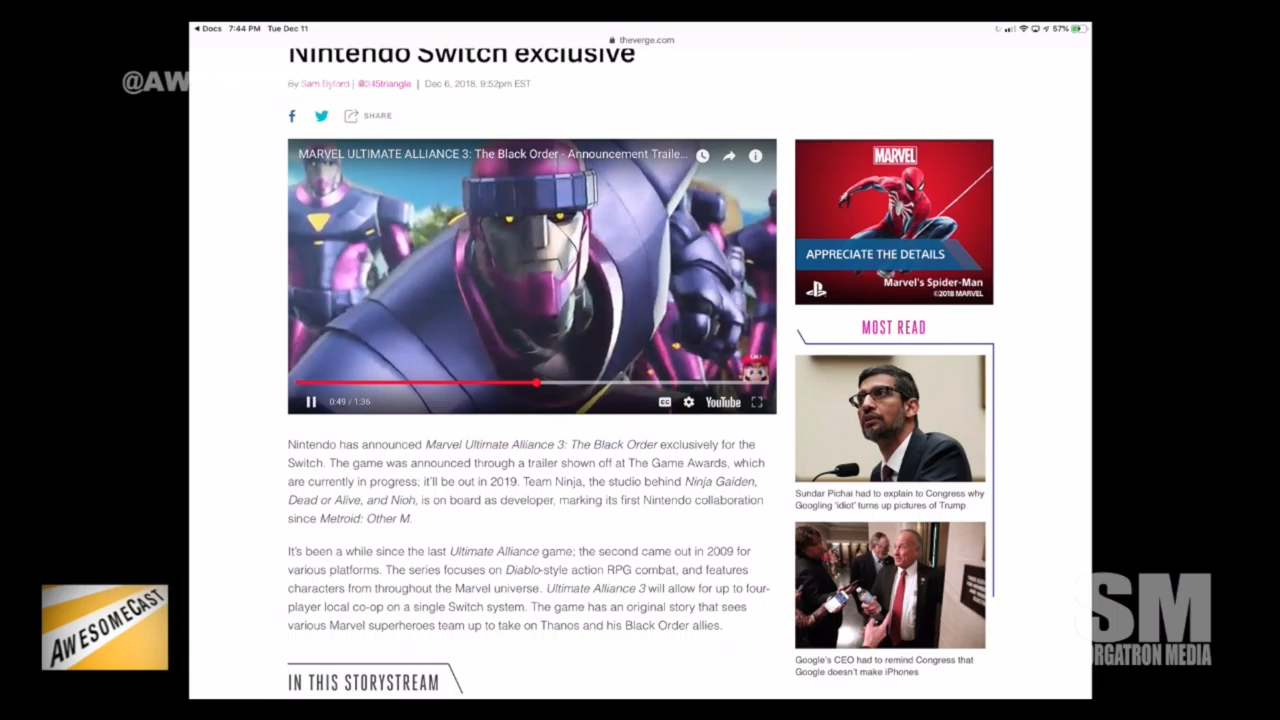 Docs 7:44 PM Tue Dec 11
57%
theverge.com
Nintendo Switch exclusive
@AW
By Sam Byford | @345triangle | Dec 6, 2018, 9:52pm EST
SHARE
MARVEL ULTIMATE ALLIANCE 3: The Black Order - Announcement Traile...
0:49 / 1:36
CC
YouTube
Nintendo has announced Marvel Ultimate Alliance 3: The Black Order exclusively for the
Switch. The game was announced through a trailer shown off at The Game Awards, which
are currently in progress; it'll be out in 2019. Team Ninja, the studio behind Ninja Gaiden,
Dead or Alive, and Nioh, is on board as developer, marking its first Nintendo collaboration
since Metroid: Other M.
It's been a while since the last Ultimate Alliance game; the second came out in 2009 for
various platforms. The series focuses on Diablo-style action RPG combat, and features
characters from throughout the Marvel universe. Ultimate Alliance 3 will allow for up to four-
player local co-op on a single Switch system. The game has an original story that sees
various Marvel superheroes team up to take on Thanos and his Black Order allies.
IN THIS STORYSTREAM
MARVEL
APPRECIATE THE DETAILS
Marvel's Spider-Man
©2018 MARVEL
MOST READ
Sundar Pichai had to explain to Congress why
Googling 'idiot' turns up pictures of Trump
Google's CEO had to remind Congress that
Google doesn't make iPhones
AWESOMECAST
SM
ORGATRON MEDIA